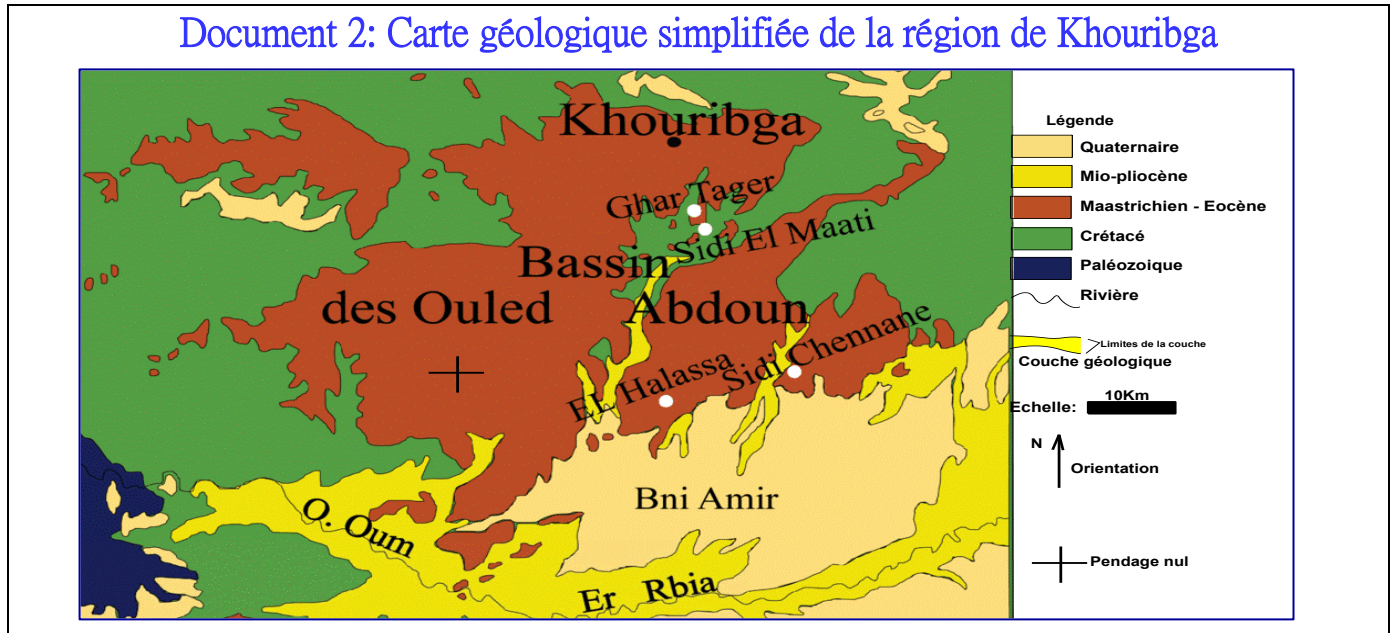 Document 2: Carte géologique simplifiée de la région de Khouribga
Khouribga
Ghar Tager
Sidi El Maati
Bassin
des Ouled Abdoun
Sidi Chennane
EL Halassa
Bni Amir
O. Oum
Er Rbia
Légende
Quaternaire
Mio-pliocène
Maastrichien - Eocène
Crétacé
Paléozoique
Rivière
Limites de la couche
Couche géologique
Echelle: 10Km
N
Orientation
Pendage nul